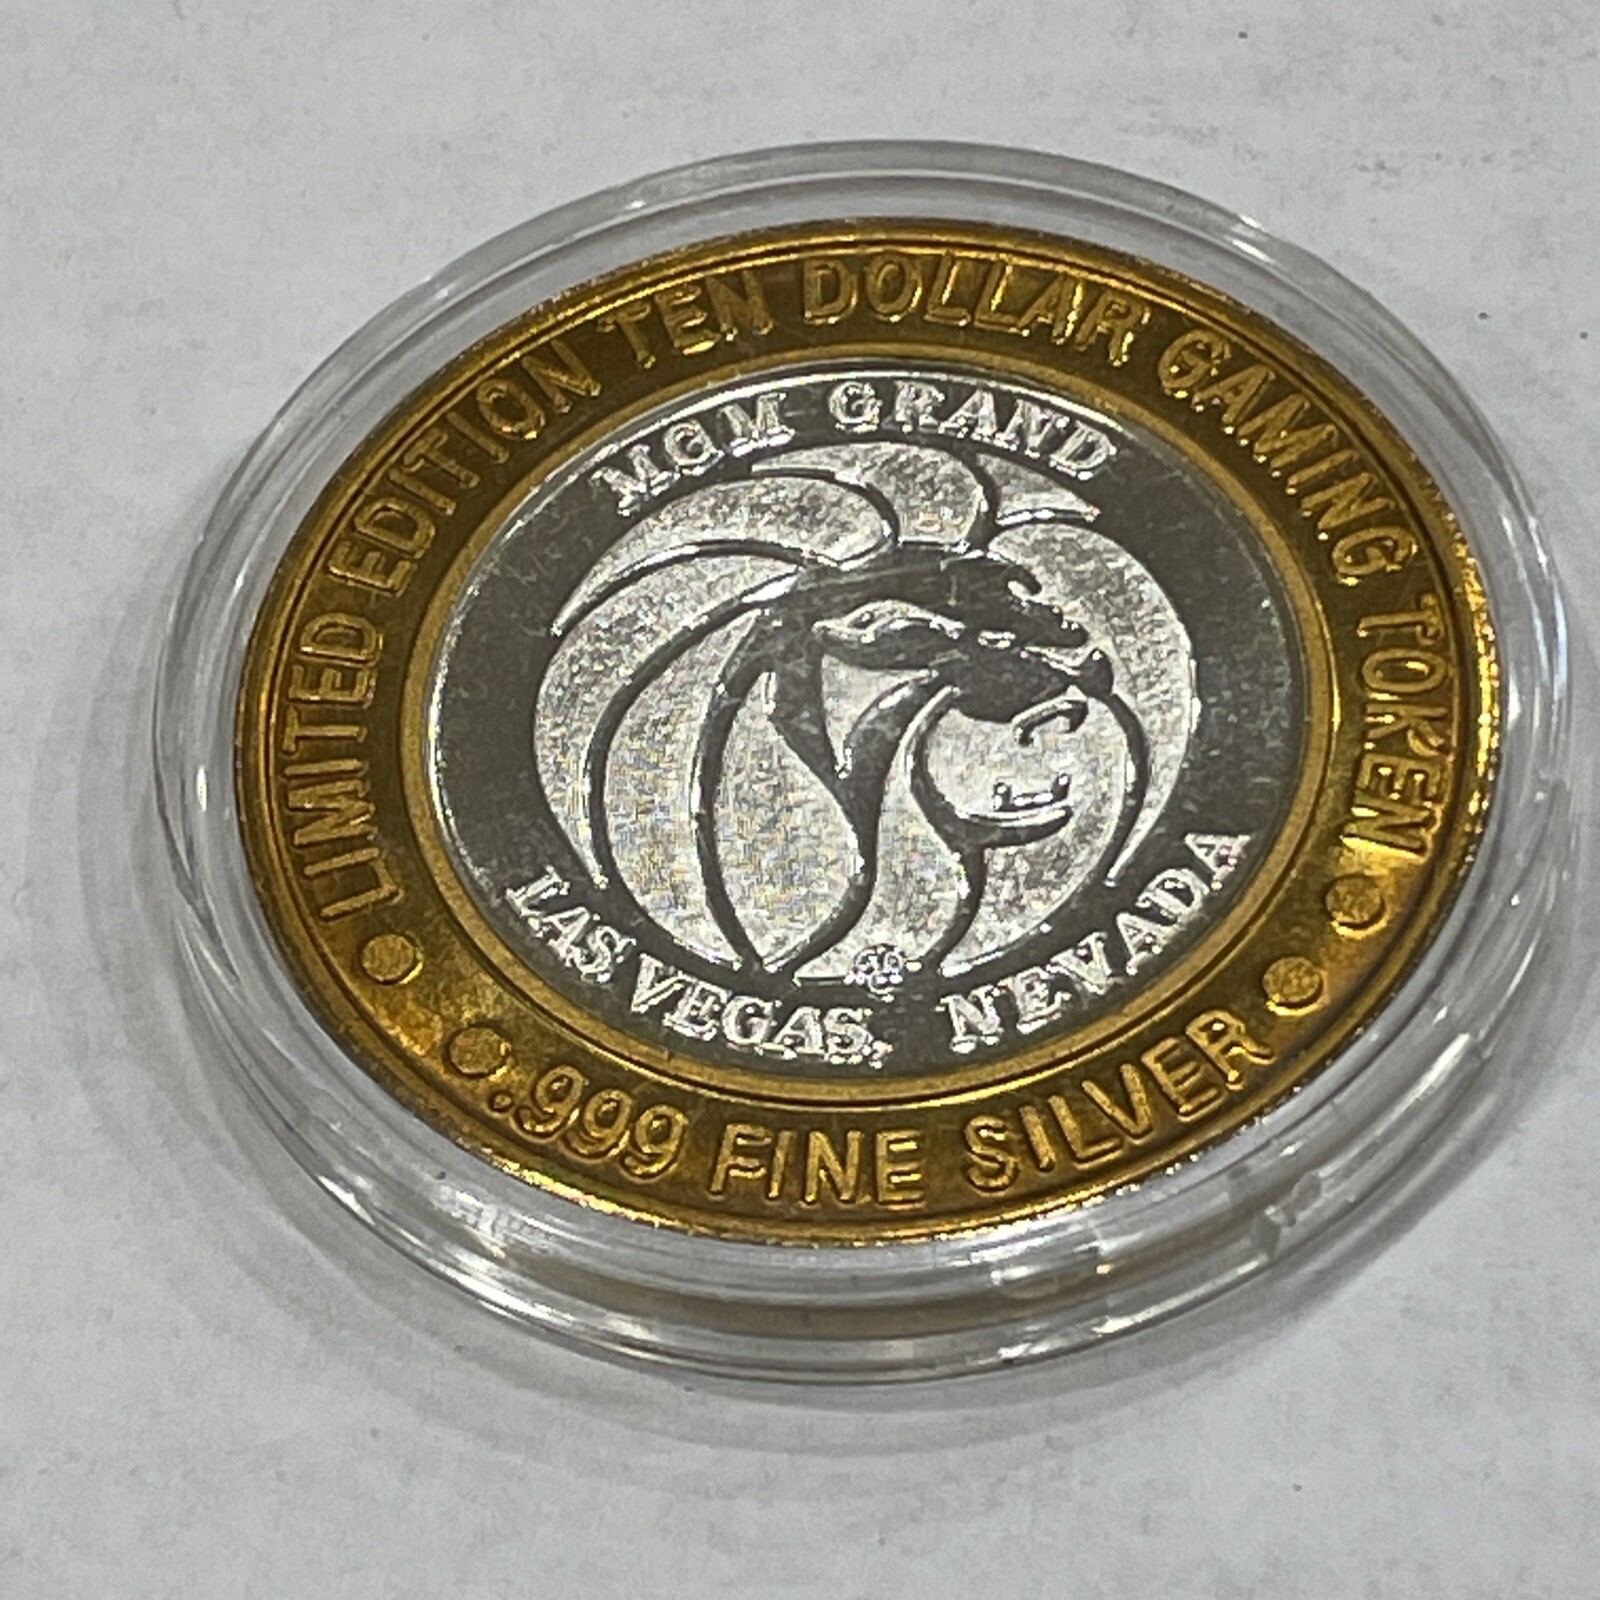 LIMITED EDITION TEN DOLLAR GAMING TOKEN
MGM GRAND
LAS VEGAS, NEVADA
.999 FINE SILVER